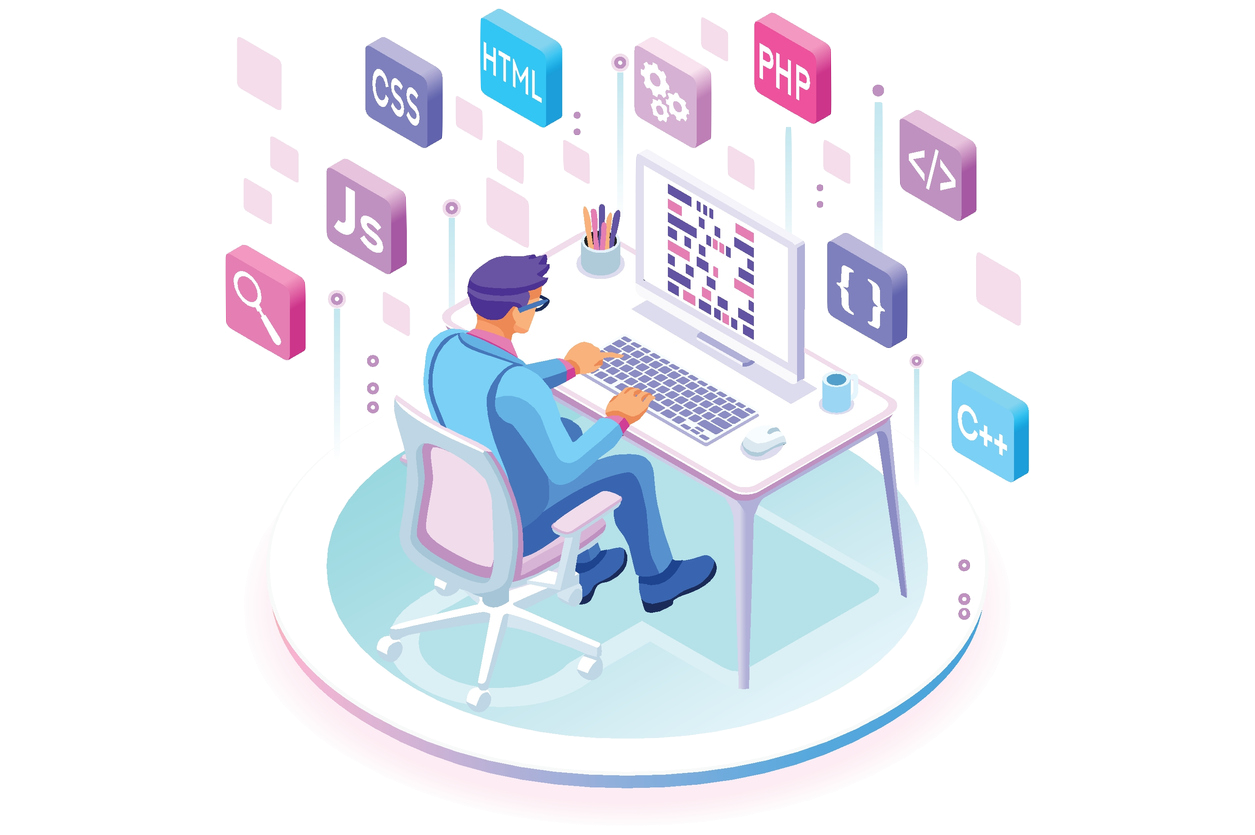 HTML
PHP
CSS
</>
Js
{ }
C++